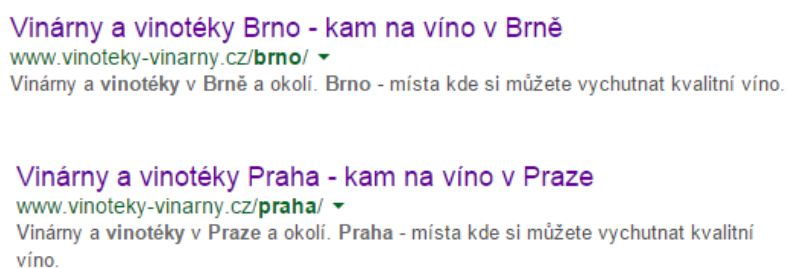 Vinárny a vinotéky Brno - kam na víno v Brně
www.vinoteky-vinarny.cz/brno/
Vinárny a vinotéky v Brně a okolí. Brno - místa kde si můžete vychutnat kvalitní víno.
Vinárny a vinotéky Praha - kam na víno v Praze
www.vinoteky-vinarny.cz/praha/
Vinárny a vinotéky v Praze a okolí. Praha - místa kde si můžete vychutnat kvalitní
víno.